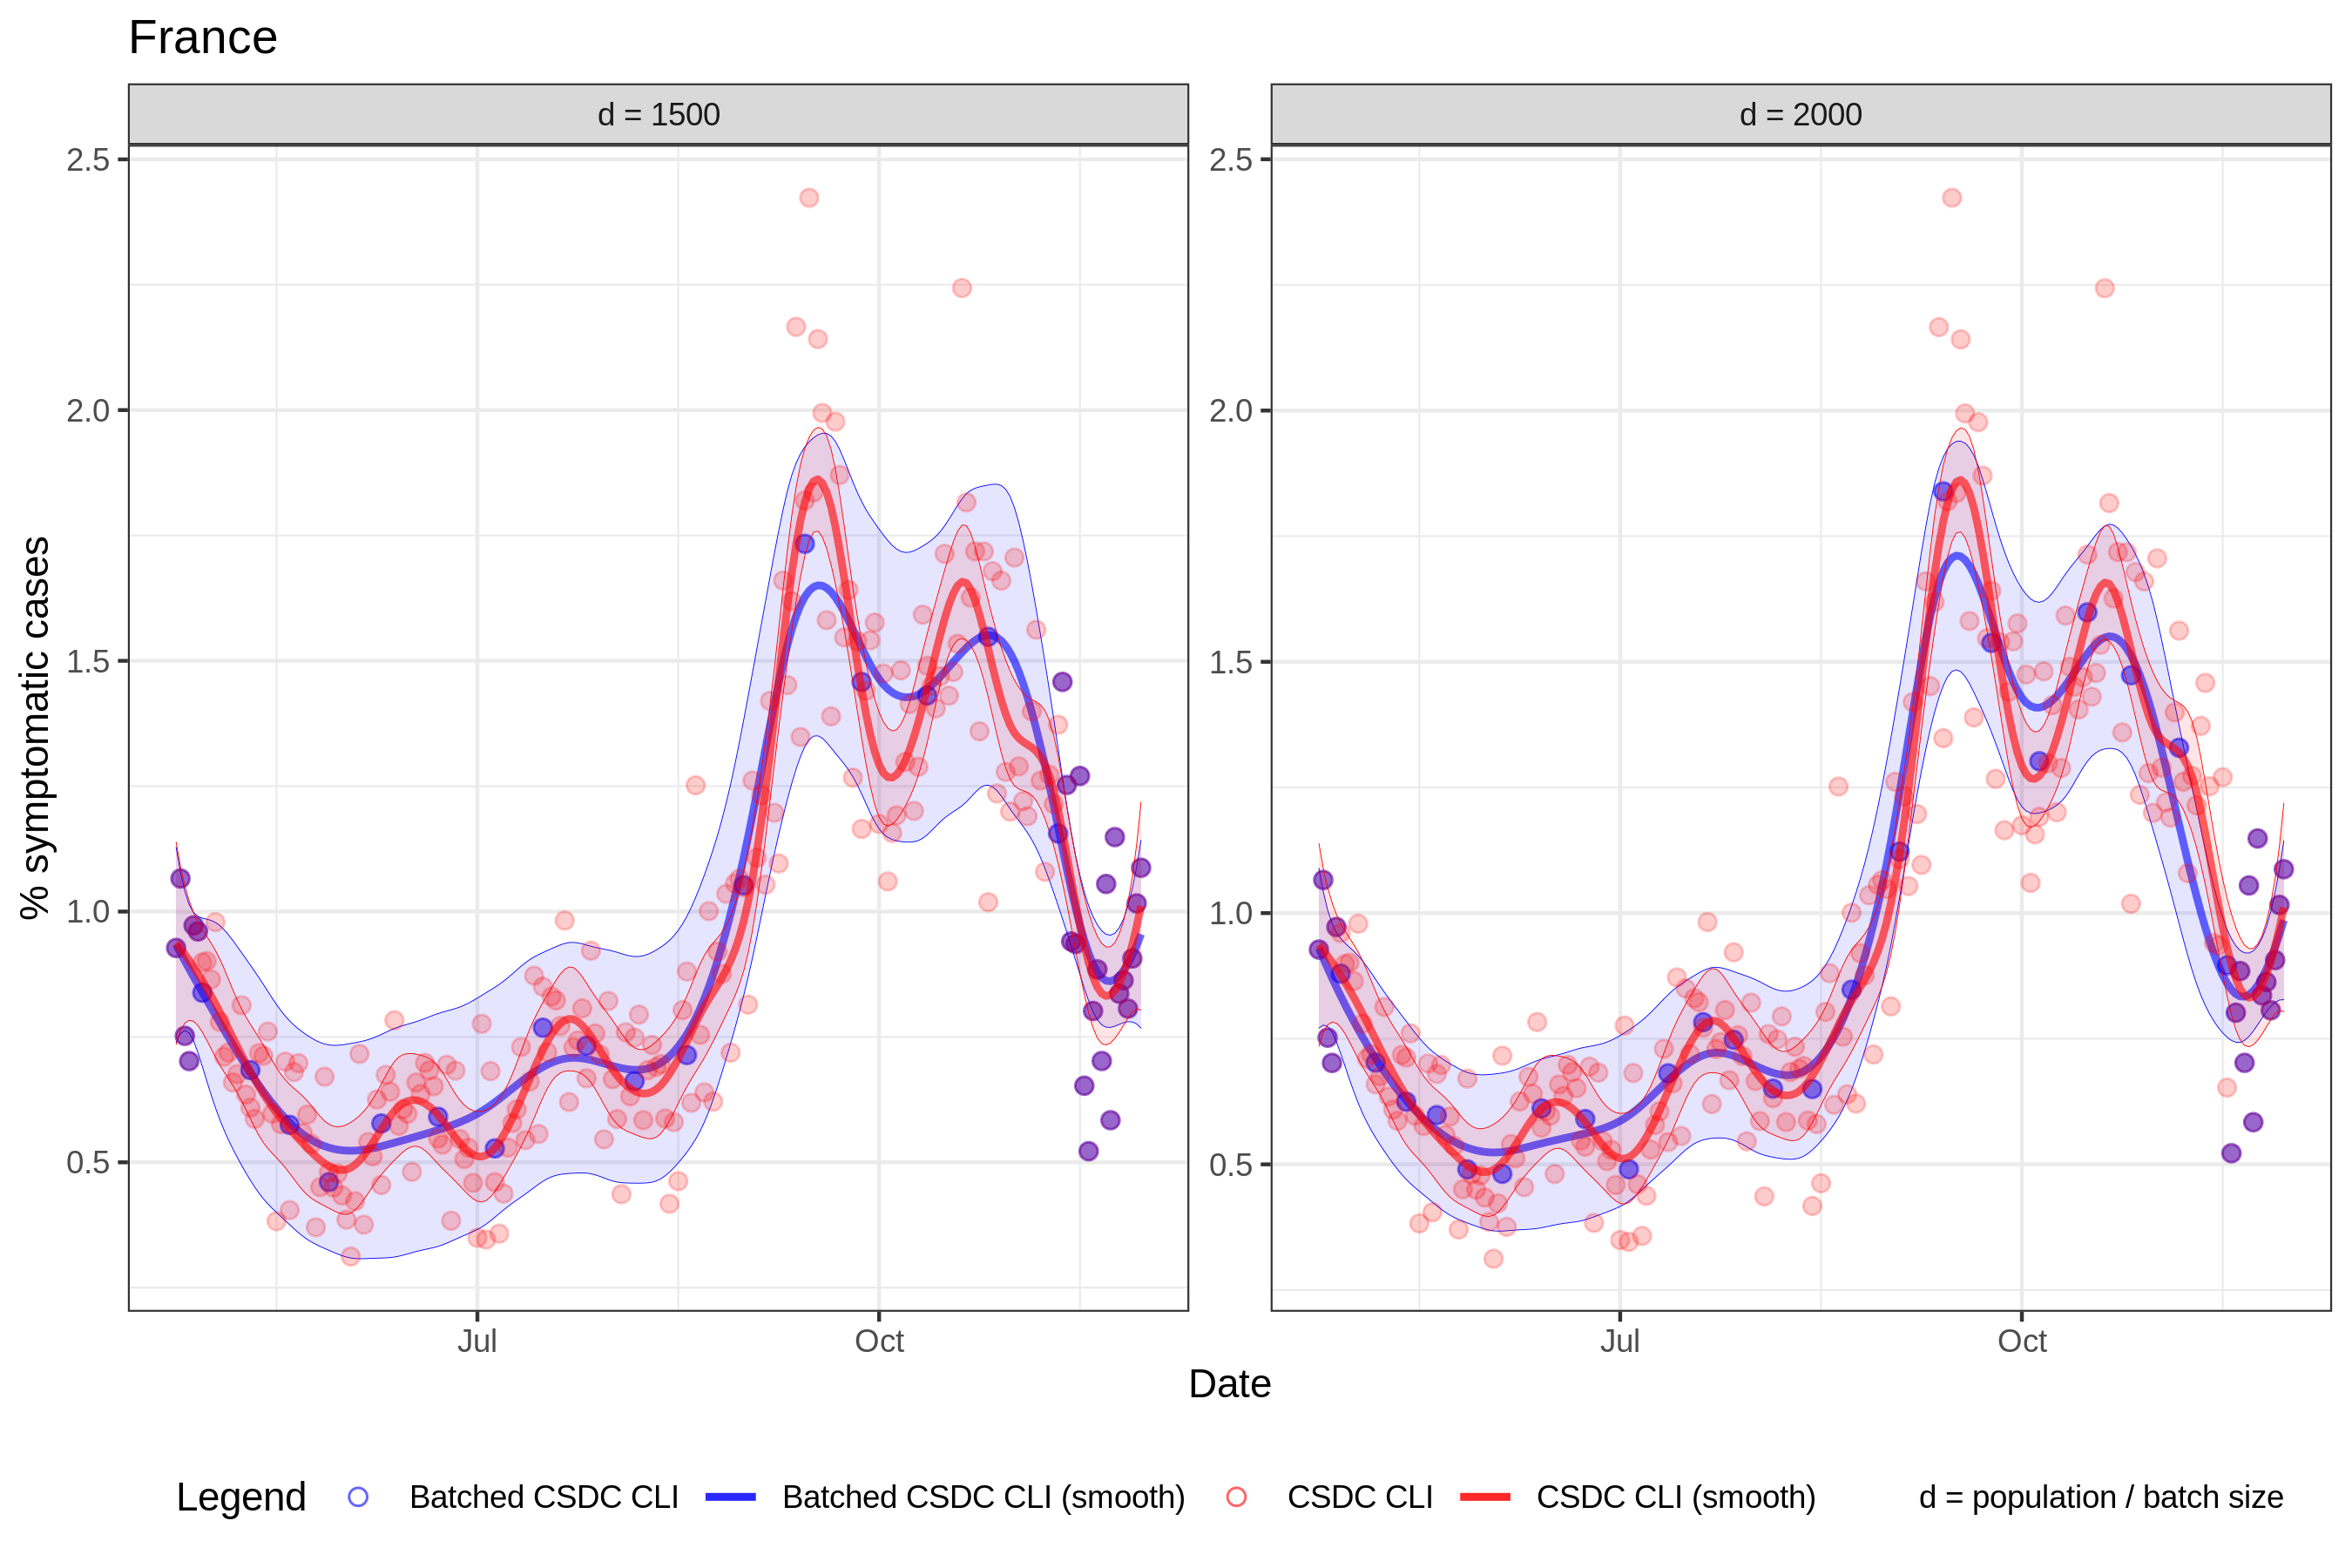 France
d = 1500
d = 2000
2.5
2.0
1.5
1.0
0.5
2.5
2.0
1.5
1.0
0.5
% symptomatic cases
Jul
Oct
Jul
Oct
Date
Legend
Batched CSDC CLI
Batched CSDC CLI (smooth)
CSDC CLI
CSDC CLI (smooth)
d = population / batch size